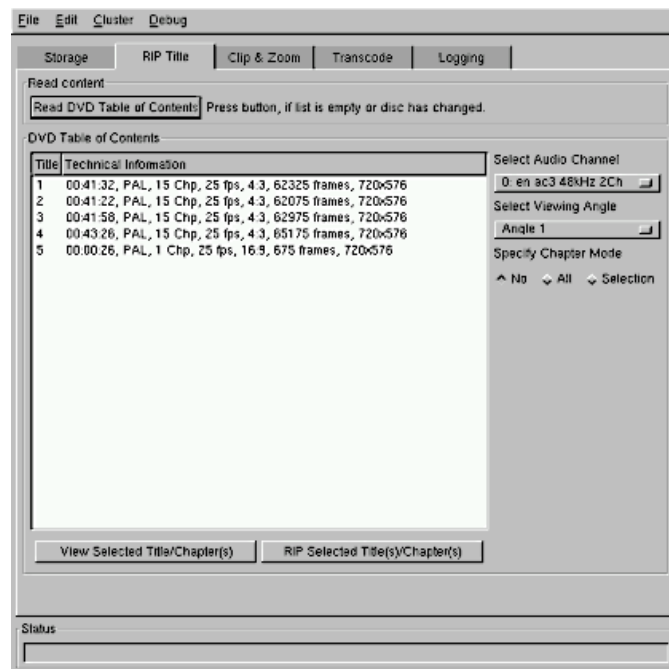 File Edit Cluster Debug
Storage RIP Title Clip & Zoom Transcode Logging
Read content
Read DVD Table of Contents Press button, if list is empty or disc has changed.
DVD Table of Contents
Title Technical Information
1 00:41:32, PAL, 15 Chp, 25 fps, 4:3, 62325 frames, 720x576
2 00:41:22, PAL, 15 Chp, 25 fps, 4:3, 62075 frames, 720x576
3 00:41:58, PAL, 15 Chp, 25 fps, 4:3, 62975 frames, 720x576
4 00:43:26, PAL, 15 Chp, 25 fps, 4:3, 65175 frames, 720x576
5 00:00:26, PAL, 1 Chp, 25 fps, 16:9, 675 frames, 720x576
Select Audio Channel
0: en ac3 48kHz 2Ch
Select Viewing Angle
Angle 1
Specify Chapter Mode
No All Selection
View Selected Title/Chapter(s) RIP Selected Title(s)/Chapter(s)
Status